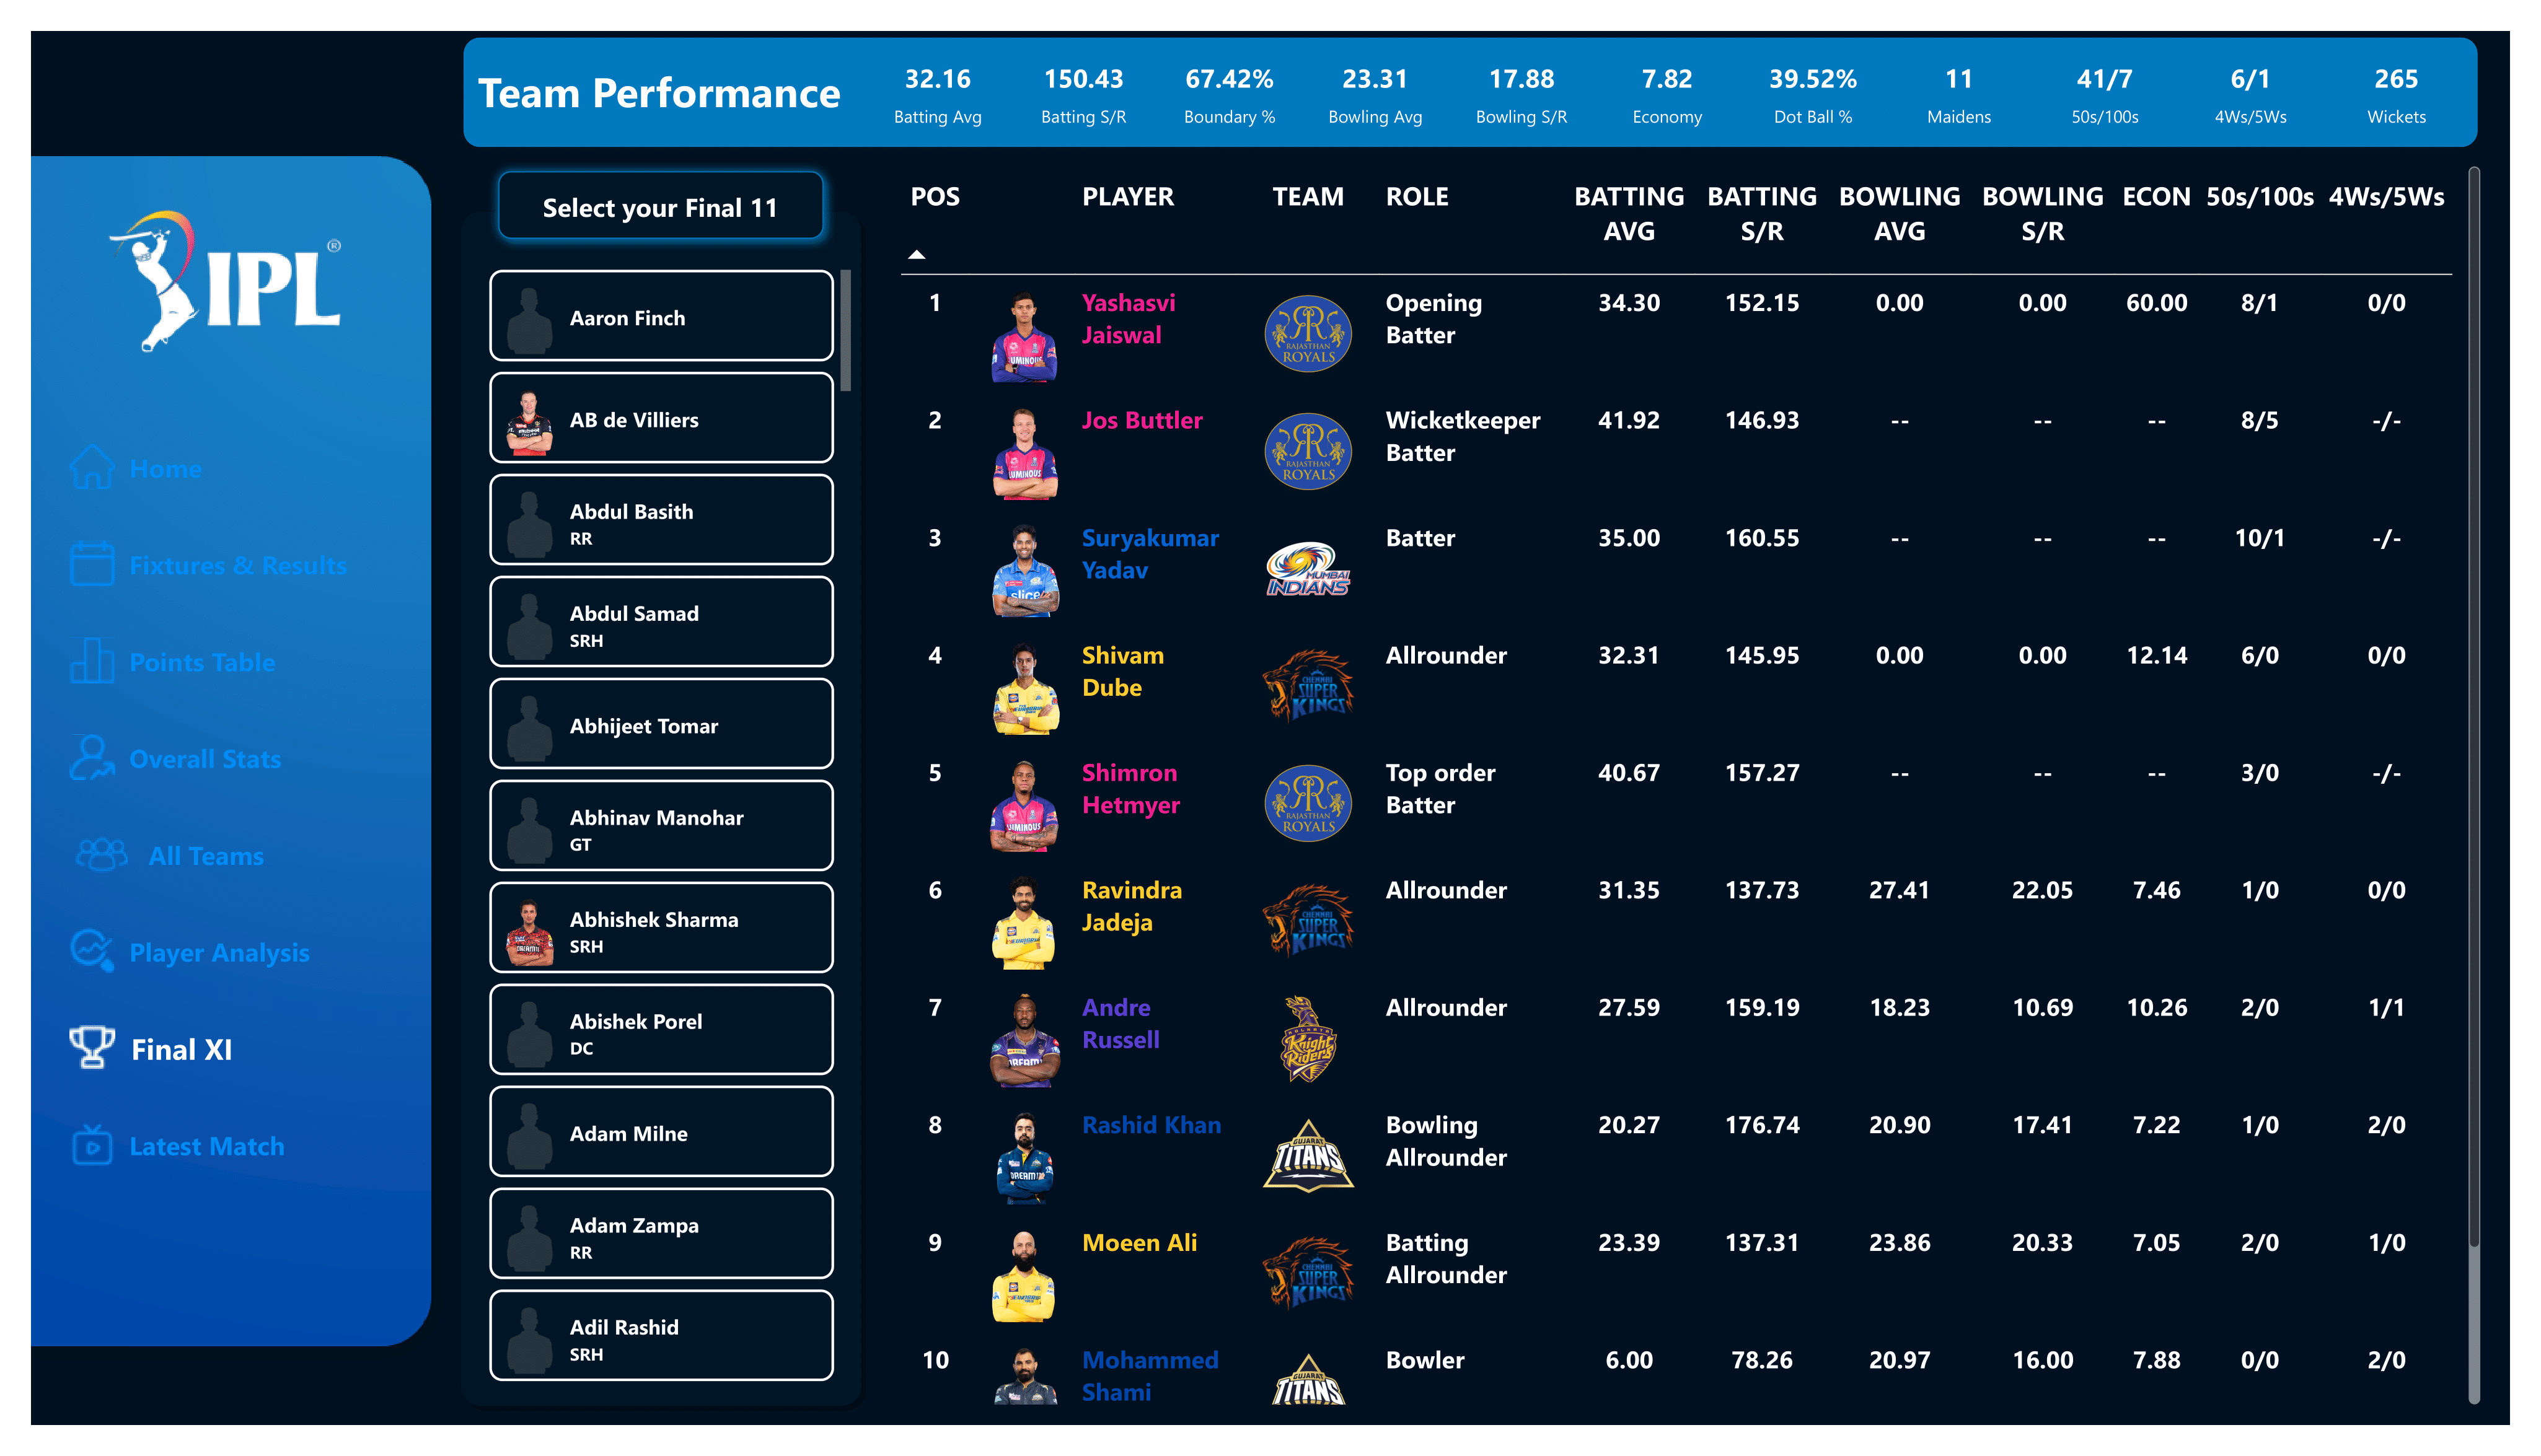 Team Performance
32.16 150.43 67.42% 23.31 17.88 7.82 39.52% 11 41/7 6/1 265
Batting Avg Batting S/R Boundary % Bowling Avg Bowling S/R Economy Dot Ball % Maidens 50s/100s 4Ws/5Ws Wickets
IPL®
Home
Fixtures & Results
Points Table
Overall Stats
All Teams
Player Analysis
Final XI
Latest Match
Select your Final 11
Aaron Finch
AB de Villiers
Abdul Basith
RR
Abdul Samad
SRH
Abhijeet Tomar
Abhinav Manohar
GT
Abhishek Sharma
SRH
Abishek Porel
DC
Adam Milne
Adam Zampa
RR
Adil Rashid
SRH
POS PLAYER TEAM ROLE BATTING BATTING BOWLING BOWLING ECON 50s/100s 4Ws/5Ws
AVG S/R AVG S/R
1 Yashasvi Opening 34.30 152.15 0.00 0.00 60.00 8/1 0/0
Jaiswal Batter
LUMINOUS
RAJASTHAN
ROYALS
2 Jos Buttler Wicketkeeper 41.92 146.93 -- -- -- 8/5 -/-
Batter
LUMINOUS
RAJASTHAN
ROYALS
3 Suryakumar Batter 35.00 160.55 -- -- -- 10/1 -/-
Yadav
slice
MUMBAI
INDIANS
4 Shivam Allrounder 32.31 145.95 0.00 0.00 12.14 6/0 0/0
Dube
CHENNAI
SUPER
KINGS
5 Shimron Top order 40.67 157.27 -- -- -- 3/0 -/-
Hetmyer Batter
LUMINOUS
RAJASTHAN
ROYALS
6 Ravindra Allrounder 31.35 137.73 27.41 22.05 7.46 1/0 0/0
Jadeja
CHENNAI
SUPER
KINGS
7 Andre Allrounder 27.59 159.19 18.23 10.69 10.26 2/0 1/1
Russell
DREAM11
KOLKATA
Knight
Riders
8 Rashid Khan Bowling 20.27 176.74 20.90 17.41 7.22 1/0 2/0
Allrounder
DREAM11
GUJARAT
TITANS
9 Moeen Ali Batting 23.39 137.31 23.86 20.33 7.05 2/0 1/0
Allrounder
CHENNAI
SUPER
KINGS
10 Mohammed Bowler 6.00 78.26 20.97 16.00 7.88 0/0 2/0
Shami
GUJARAT
TITANS